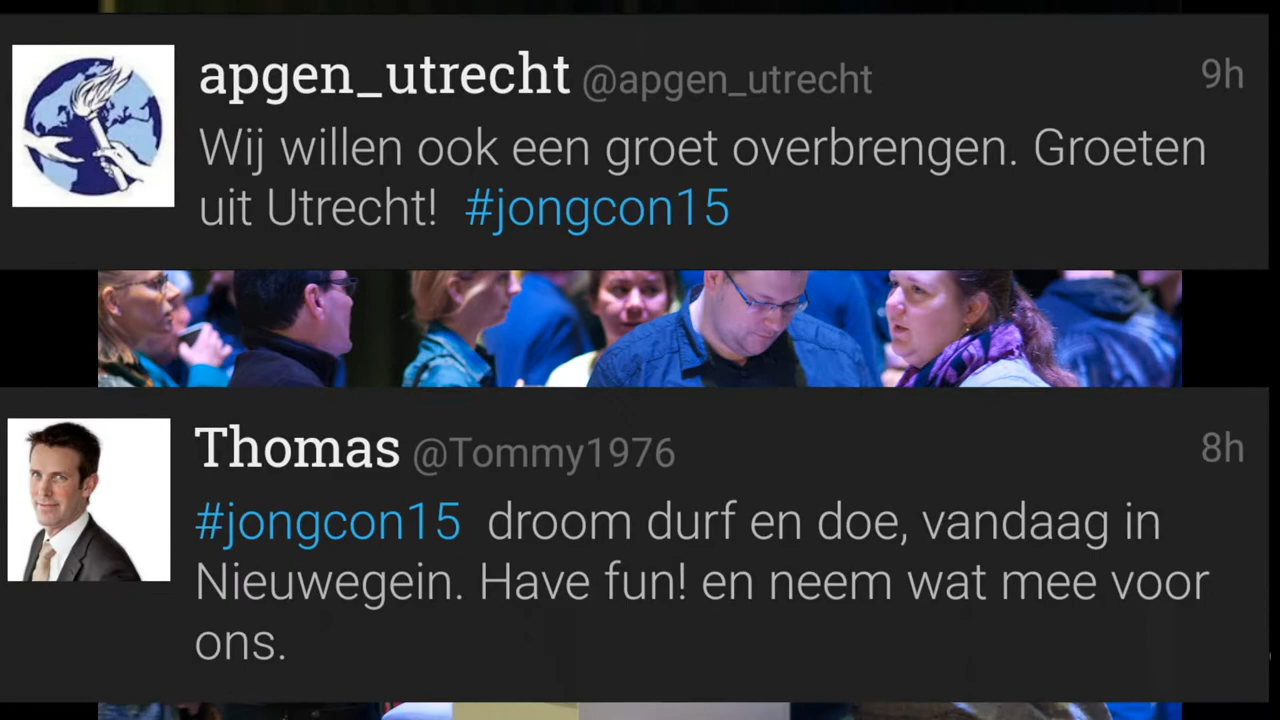 apgen_utrecht @apgen_utrecht 9h
Wij willen ook een groet overbrengen. Groeten
uit Utrecht! #jongcon15
Thomas @Tommy1976 8h
#jongcon15 droom durf en doe, vandaag in
Nieuwegein. Have fun! en neem wat mee voor
ons.